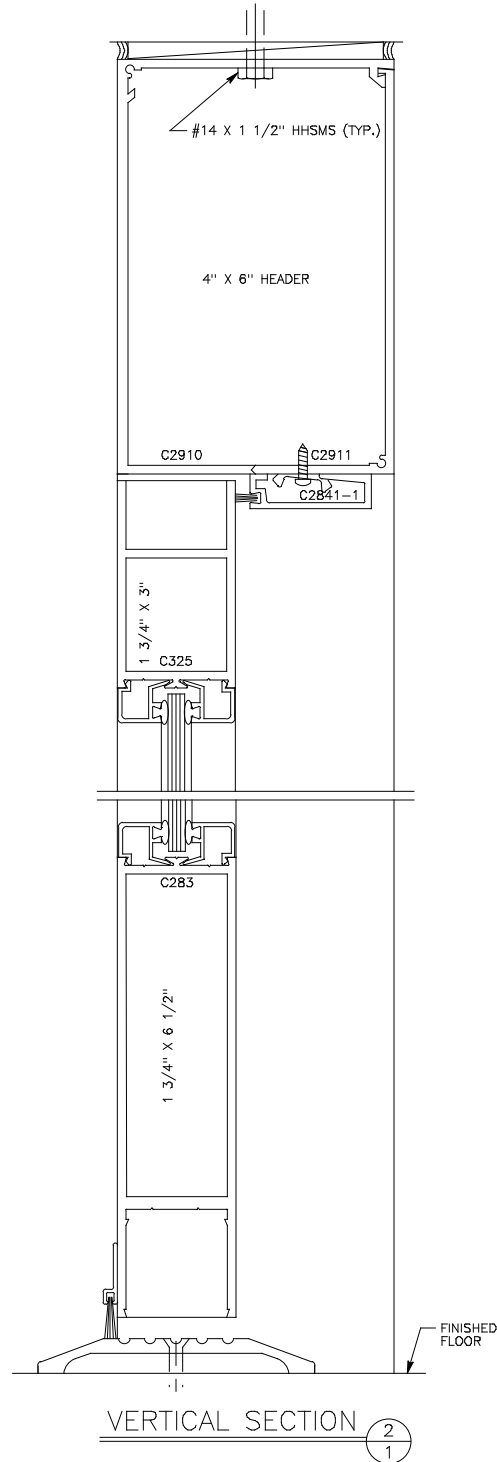 #14 X 1 1/2" HHSMS (TYP.)
4" X 6" HEADER
C2910
C2911
C2841-1
1 3/4" X 3"
C325
C283
1 3/4" X 6 1/2"
FINISHED
FLOOR
VERTICAL SECTION
2
1